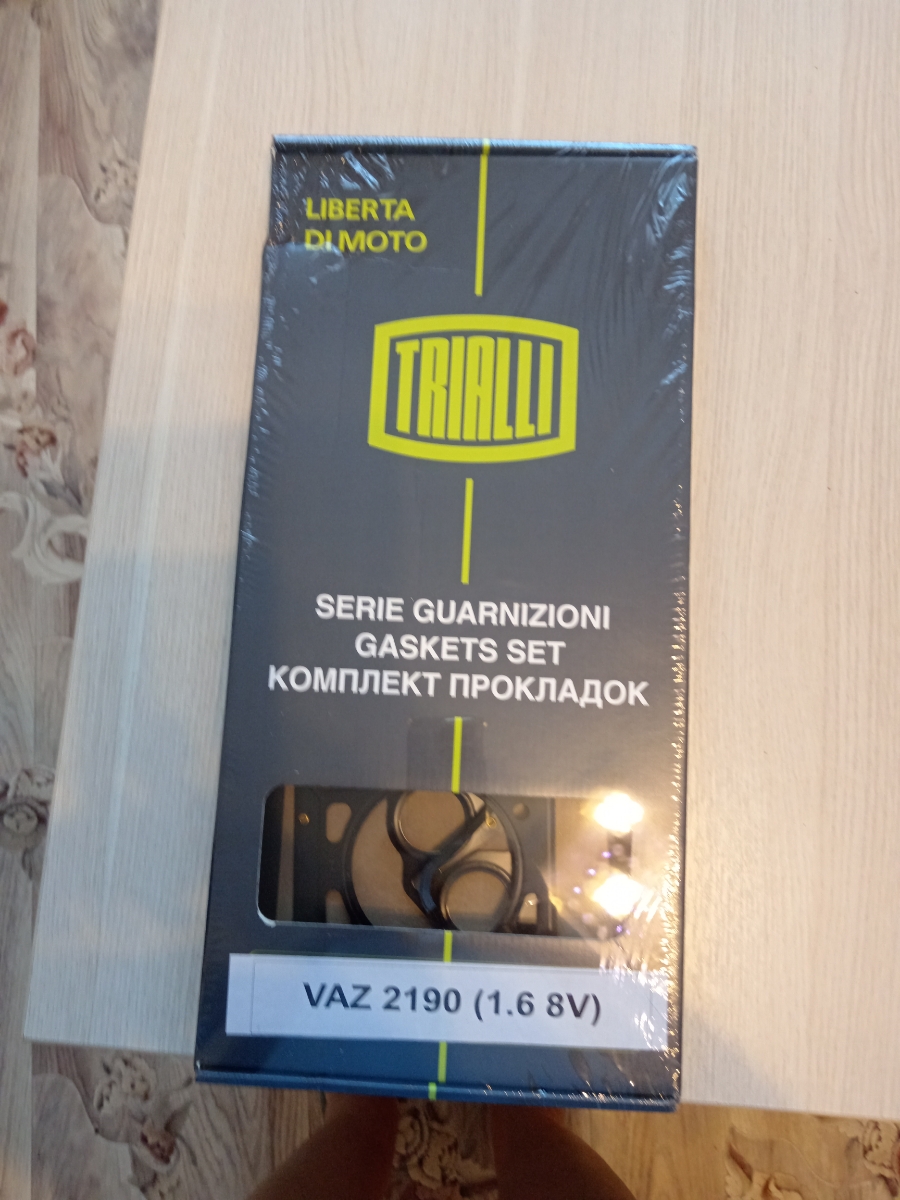 LIBERTA
DI MOTO
TRIALLI
SERIE GUARNIZIONI
GASKETS SET
КОМПЛЕКТ ПРОКЛАДОК
VAZ 2190 (1.6 8V)